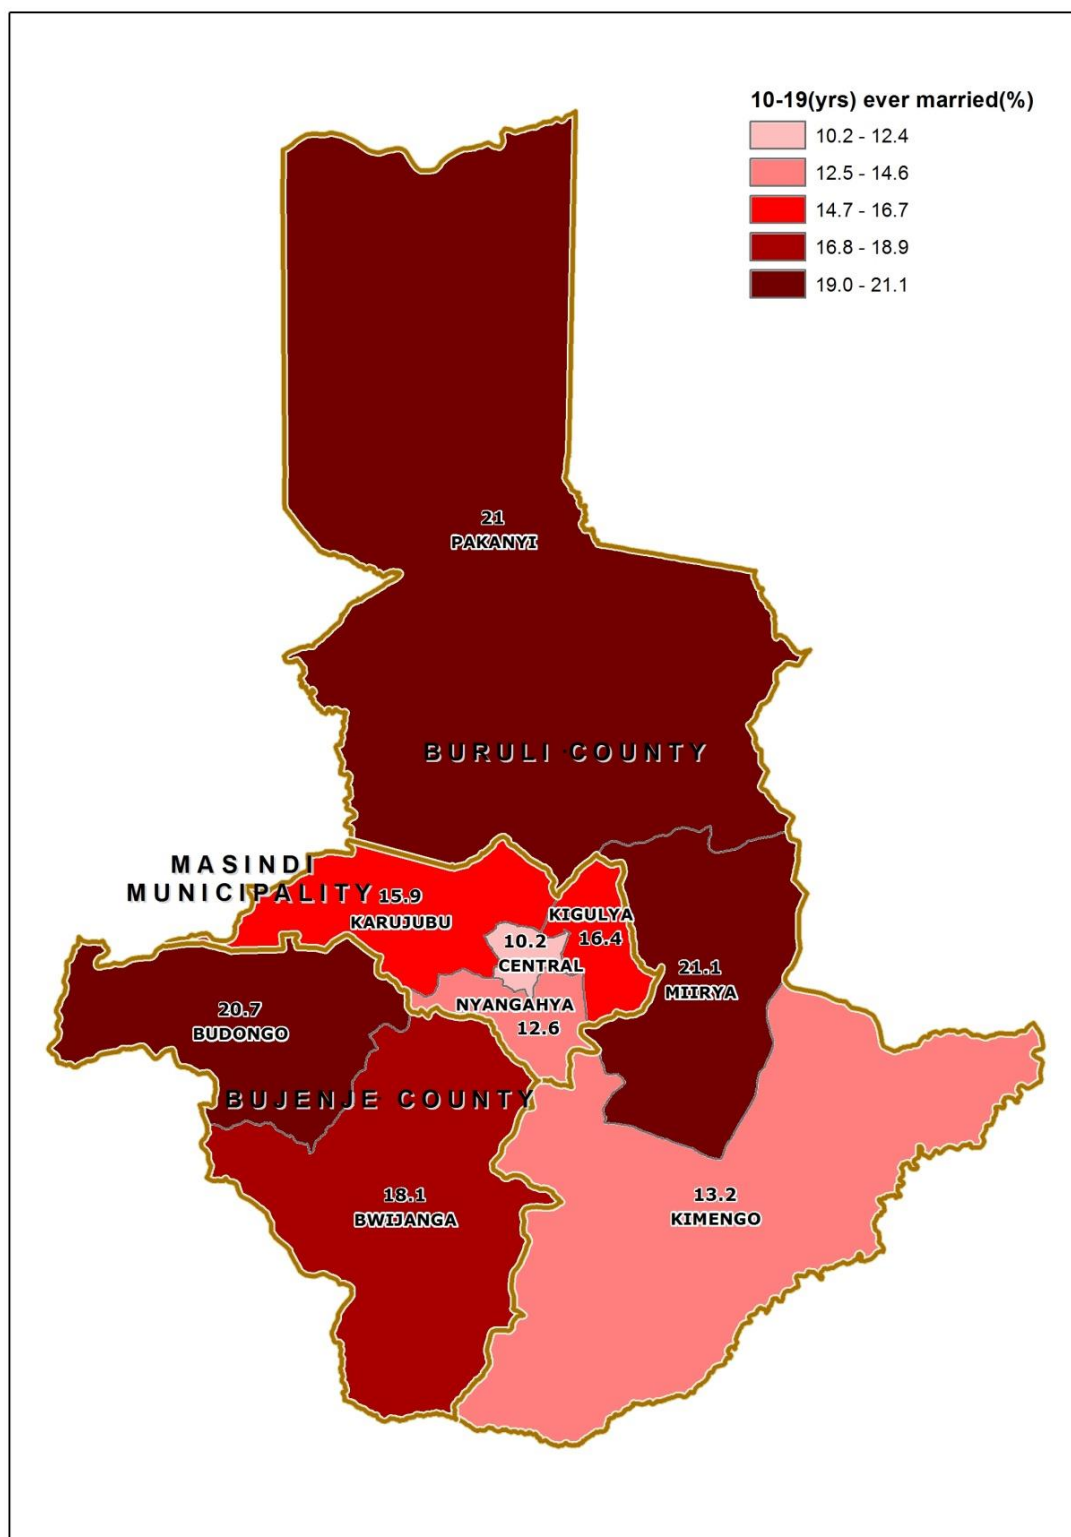 10-19(yrs) ever married(%)
10.2 - 12.4
12.5 - 14.6
14.7 - 16.7
16.8 - 18.9
19.0 - 21.1
21
PAKANYI
BURULI COUNTY
MASINDI
MUNICIPALITY
15.9
KARUJUBU
KIGULYA
16.4
10.2
CENTRAL
21.1
MIIRYA
NYANGAHYA
12.6
20.7
BUDONGO
BUJENJE COUNTY
18.1
BWIJANGA
13.2
KIMENGO